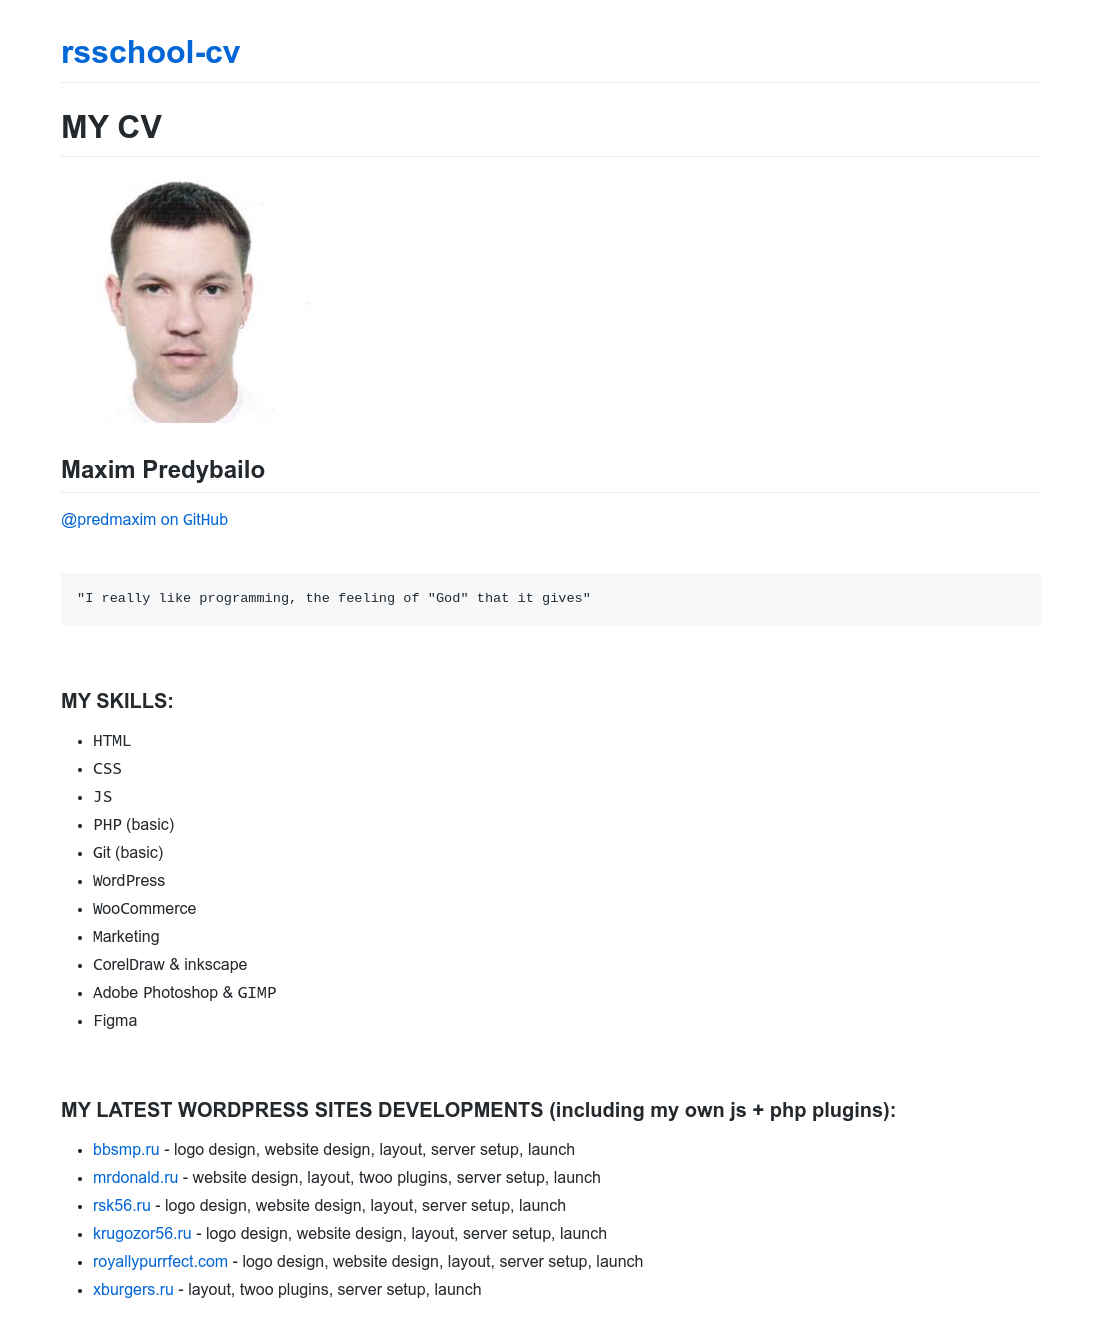 rsschool-cv
MY CV
Maxim Predybailo
@predmaxim on GitHub
"I really like programming, the feeling of "God" that it gives"
MY SKILLS:
HTML
CSS
JS
PHP (basic)
Git (basic)
WordPress
WooCommerce
Marketing
CorelDraw & inkscape
Adobe Photoshop & GIMP
Figma
MY LATEST WORDPRESS SITES DEVELOPMENTS (including my own js + php plugins):
bbsmp.ru - logo design, website design, layout, server setup, launch
mrdonald.ru - website design, layout, twoo plugins, server setup, launch
rsk56.ru - logo design, website design, layout, server setup, launch
krugozor56.ru - logo design, website design, layout, server setup, launch
royallypurrfect.com - logo design, website design, layout, server setup, launch
xburgers.ru - layout, twoo plugins, server setup, launch